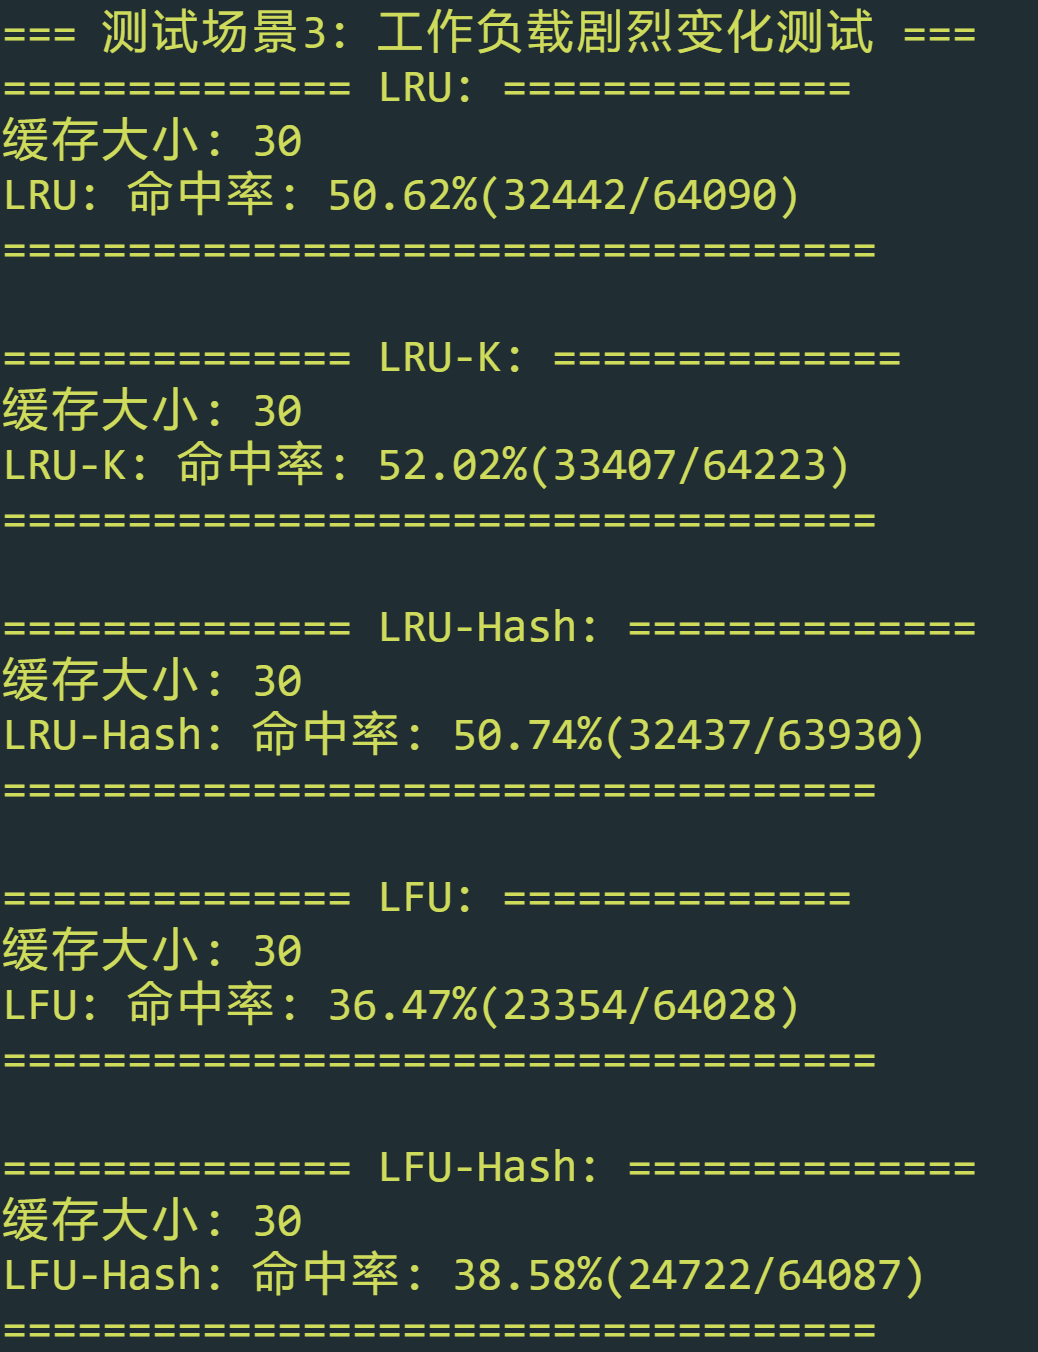 === 测试场景3: 工作负载剧烈变化测试 ===
============== LRU: ==============
缓存大小: 30
LRU: 命中率: 50.62%(32442/64090)
===================================
============== LRU-K: ==============
缓存大小: 30
LRU-K: 命中率: 52.02%(33407/64223)
===================================
============== LRU-Hash: ==============
缓存大小: 30
LRU-Hash: 命中率: 50.74%(32437/63930)
===================================
============== LFU: ==============
缓存大小: 30
LFU: 命中率: 36.47%(23354/64028)
===================================
============== LFU-Hash: ==============
缓存大小: 30
LFU-Hash: 命中率: 38.58%(24722/64087)
===================================